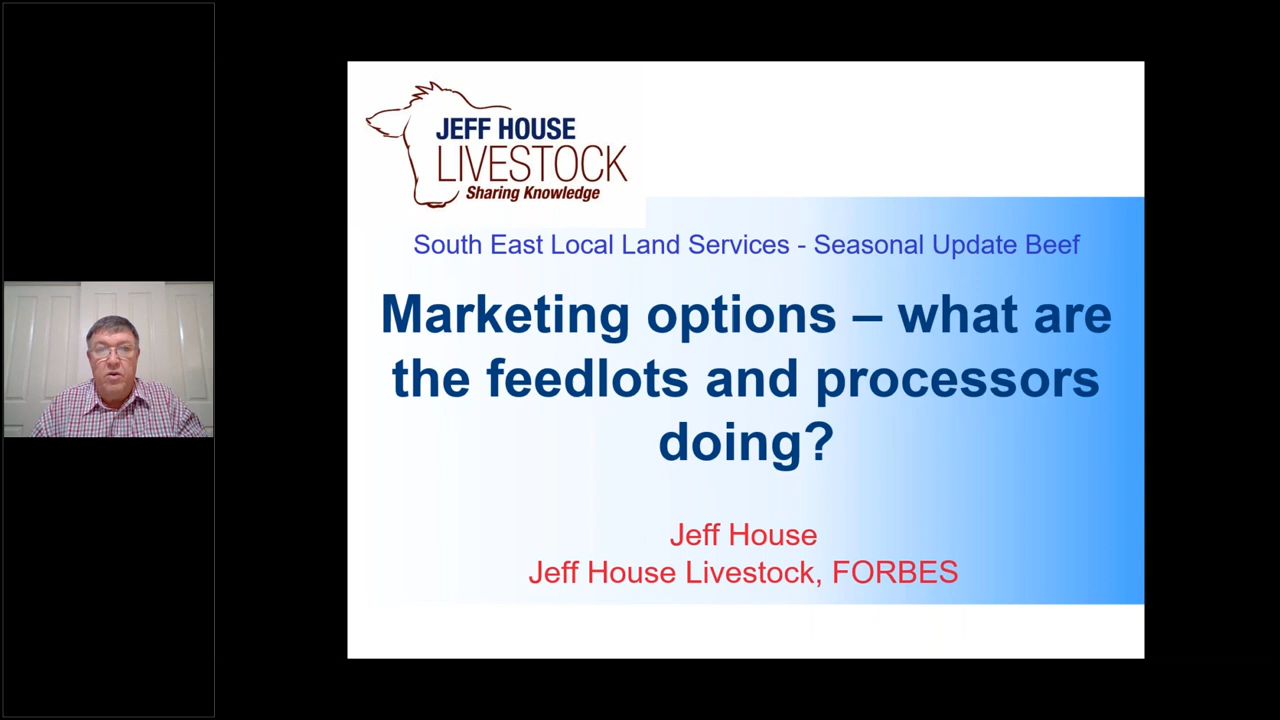 JEFF HOUSE
LIVESTOCK
Sharing Knowledge
South East Local Land Services - Seasonal Update Beef
Marketing options – what are
the feedlots and processors
doing?
Jeff House
Jeff House Livestock, FORBES